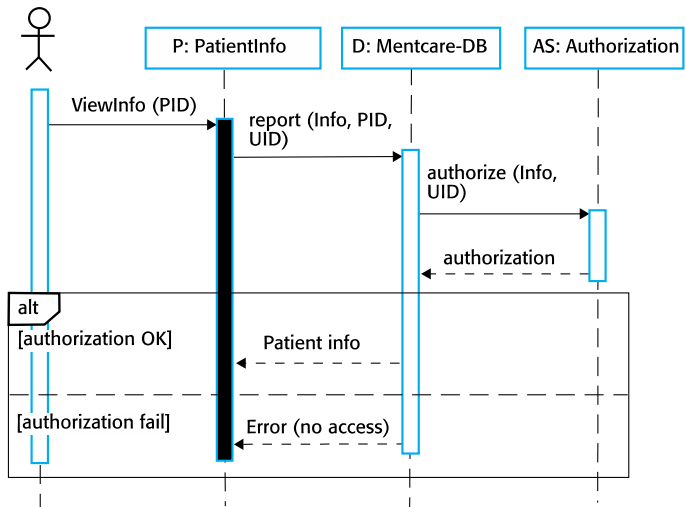 P: PatientInfo
D: Mentcare-DB
AS: Authorization
ViewInfo (PID)
report (Info, PID,
UID)
authorize (Info,
UID)
authorization
alt
[authorization OK]
Patient info
[authorization fail]
Error (no access)